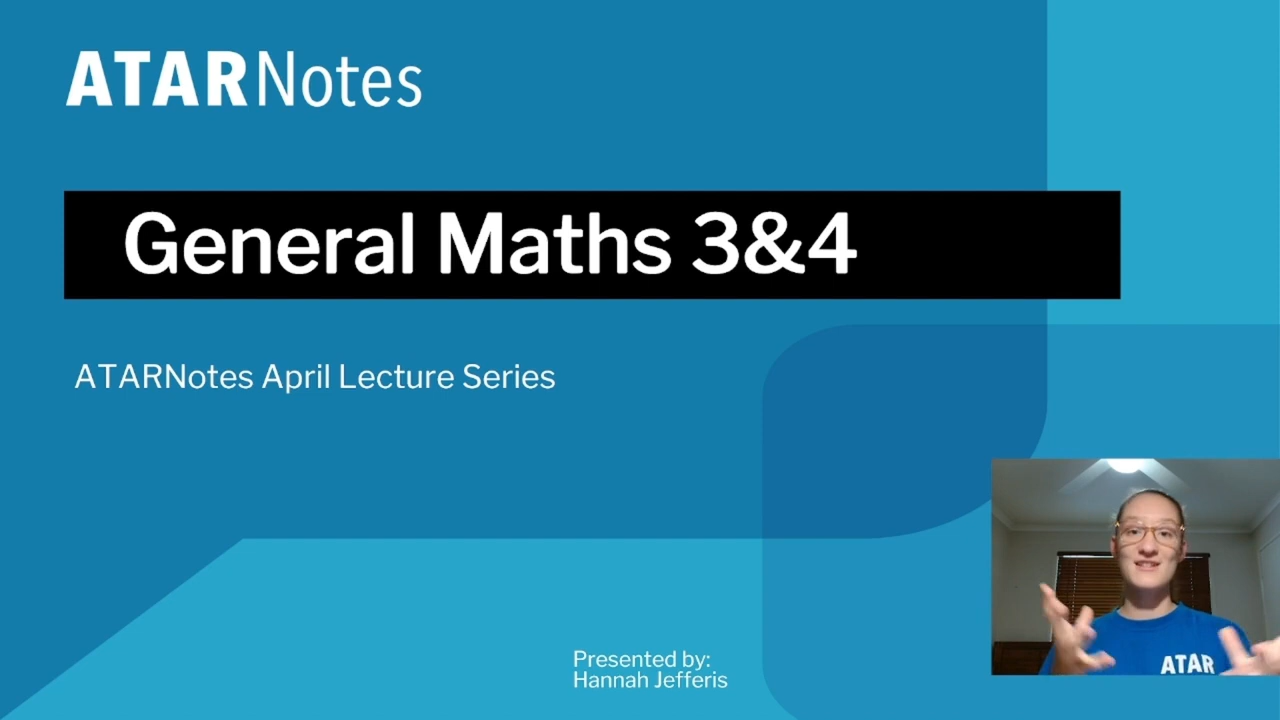 ATARNotes
General Maths 3&4
ATARNotes April Lecture Series
Presented by:
Hannah Jefferis
ATAR